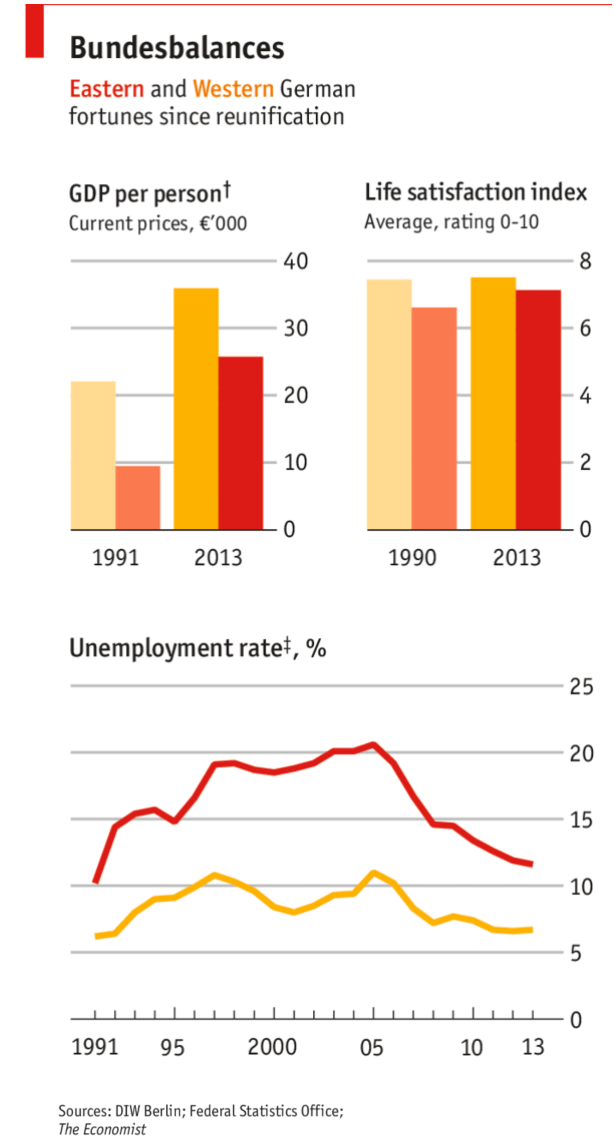 Bundesbalances
Eastern and Western German
fortunes since reunification
GDP per person†
Current prices, €’000
40
30
20
10
0
1991 2013
Life satisfaction index
Average, rating 0-10
8
6
4
2
0
1990 2013
Unemployment rate‡, %
25
20
15
10
5
0
1991 95 2000 05 10 13
Sources: DIW Berlin; Federal Statistics Office;
The Economist